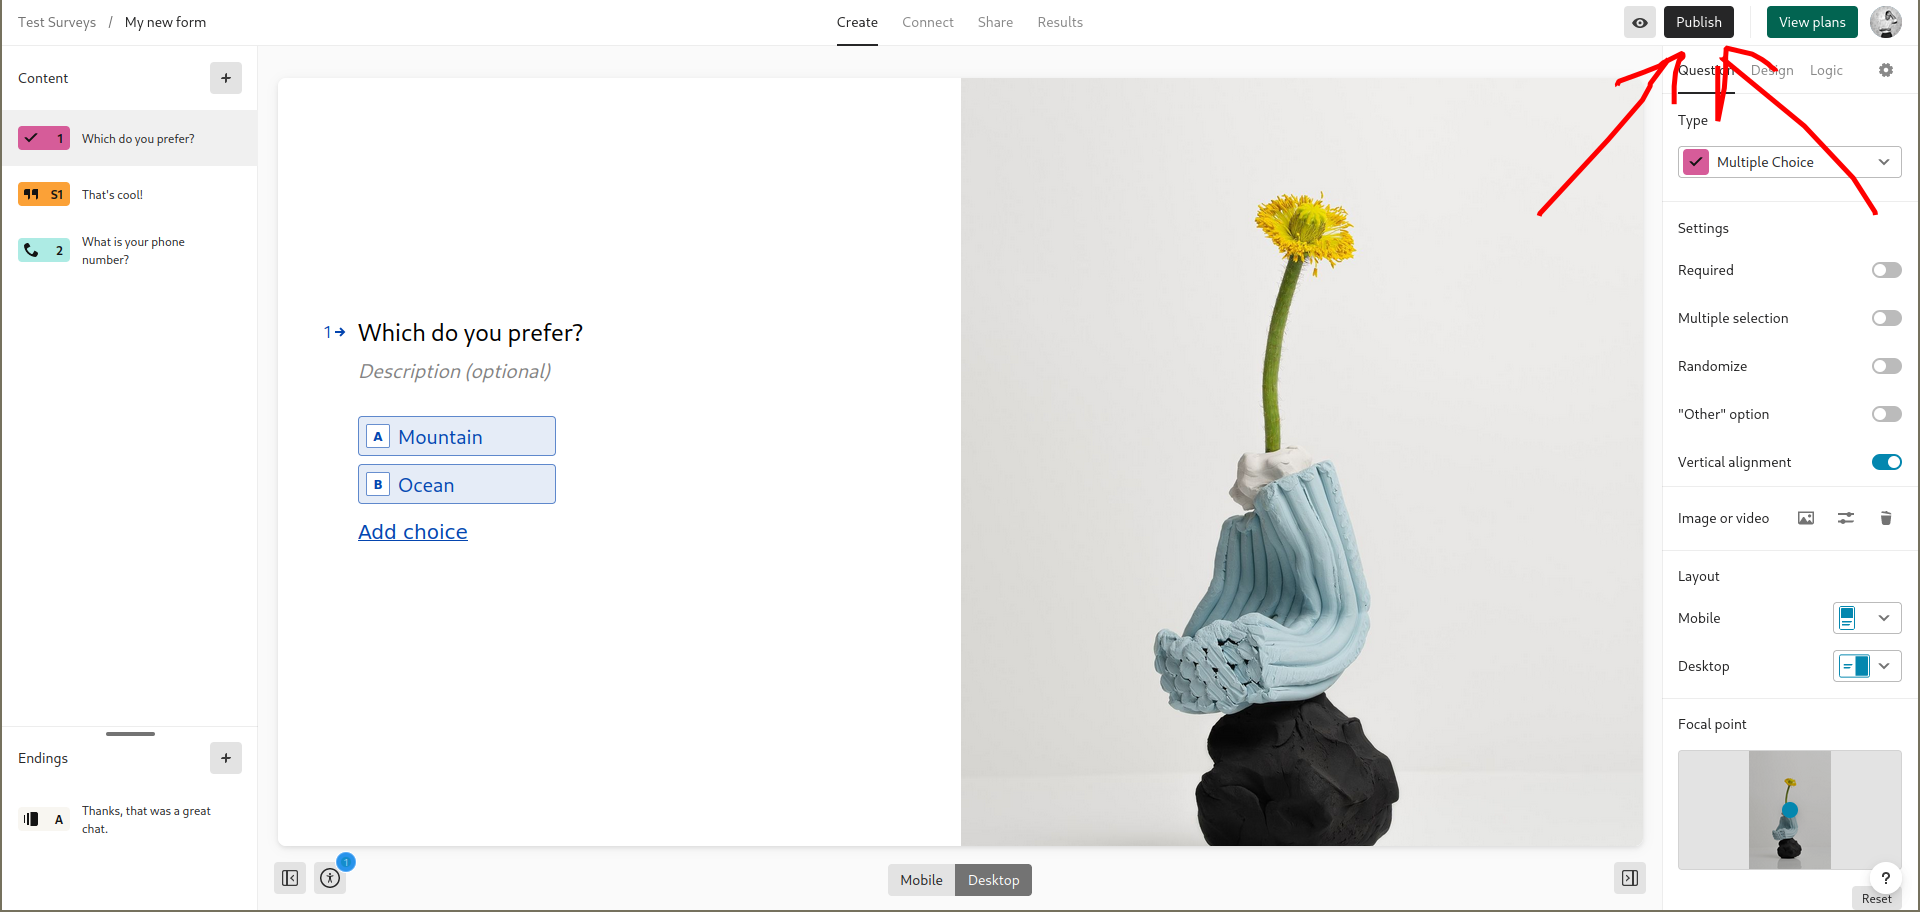 Test Surveys / My new form
Create Connect Share Results
Publish View plans
Content +
1 Which do you prefer?
S1 That's cool!
2 What is your phone
number?
Endings +
A Thanks, that was a great
chat.
1 Which do you prefer?
Description (optional)
A Mountain
B Ocean
Add choice
1
Mobile Desktop
Question Design Logic
Type
Multiple Choice
Settings
Required
Multiple selection
Randomize
"Other" option
Vertical alignment
Image or video
Layout
Mobile
Desktop
Focal point
?
Reset